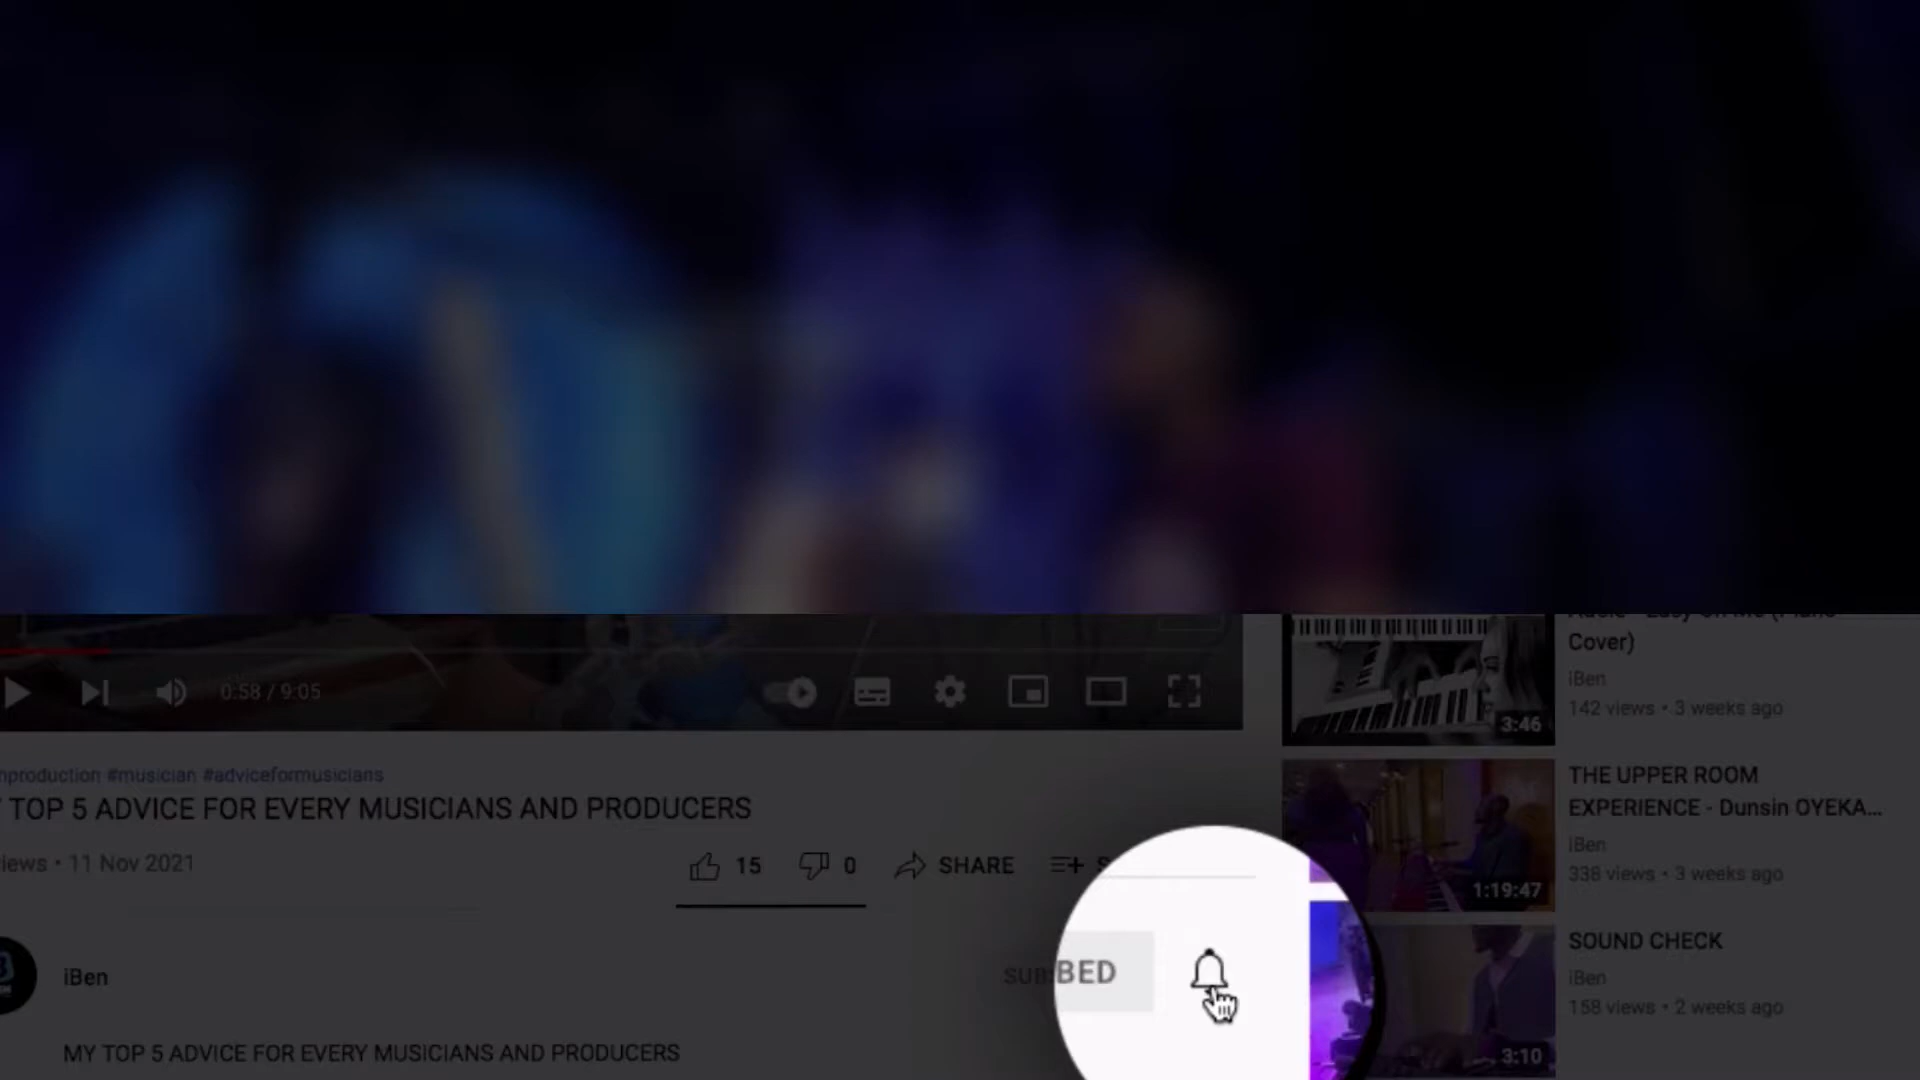 Cover)
iBen
142 views • 3 weeks ago
3:46
0:58 / 9:05
#musician #adviceformusicians
TOP 5 ADVICE FOR EVERY MUSICIANS AND PRODUCERS
11 Nov 2021
15
0
SHARE
THE UPPER ROOM
EXPERIENCE - Dunsin OYEKA...
iBen
338 views • 3 weeks ago
1:19:47
iBen
BED
SOUND CHECK
iBen
158 views • 2 weeks ago
3:10
MY TOP 5 ADVICE FOR EVERY MUSICIANS AND PRODUCERS